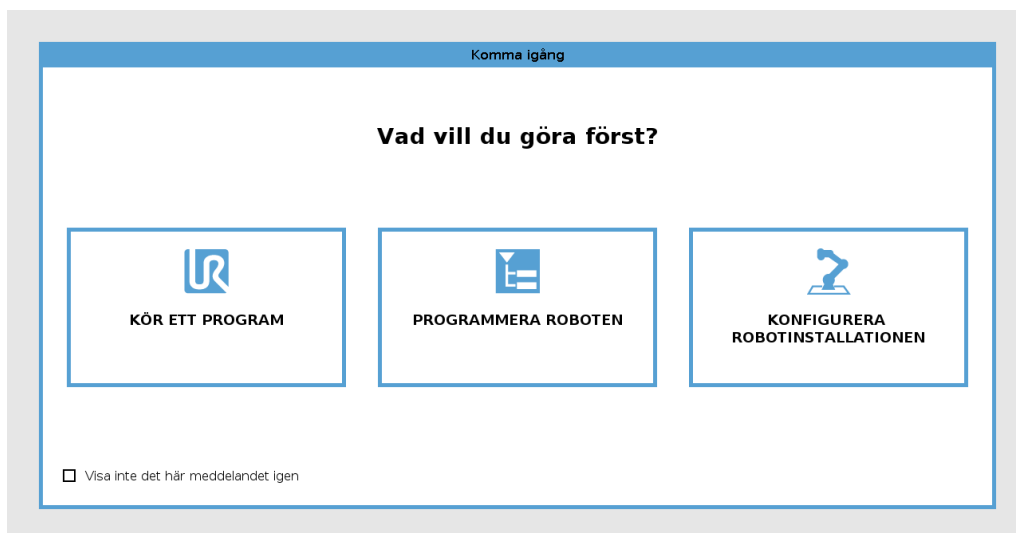 Komma igång
Vad vill du göra först?
KÖR ETT PROGRAM
PROGRAMMERA ROBOTEN
KONFIGURERA
ROBOTINSTALLATIONEN
Visa inte det här meddelandet igen